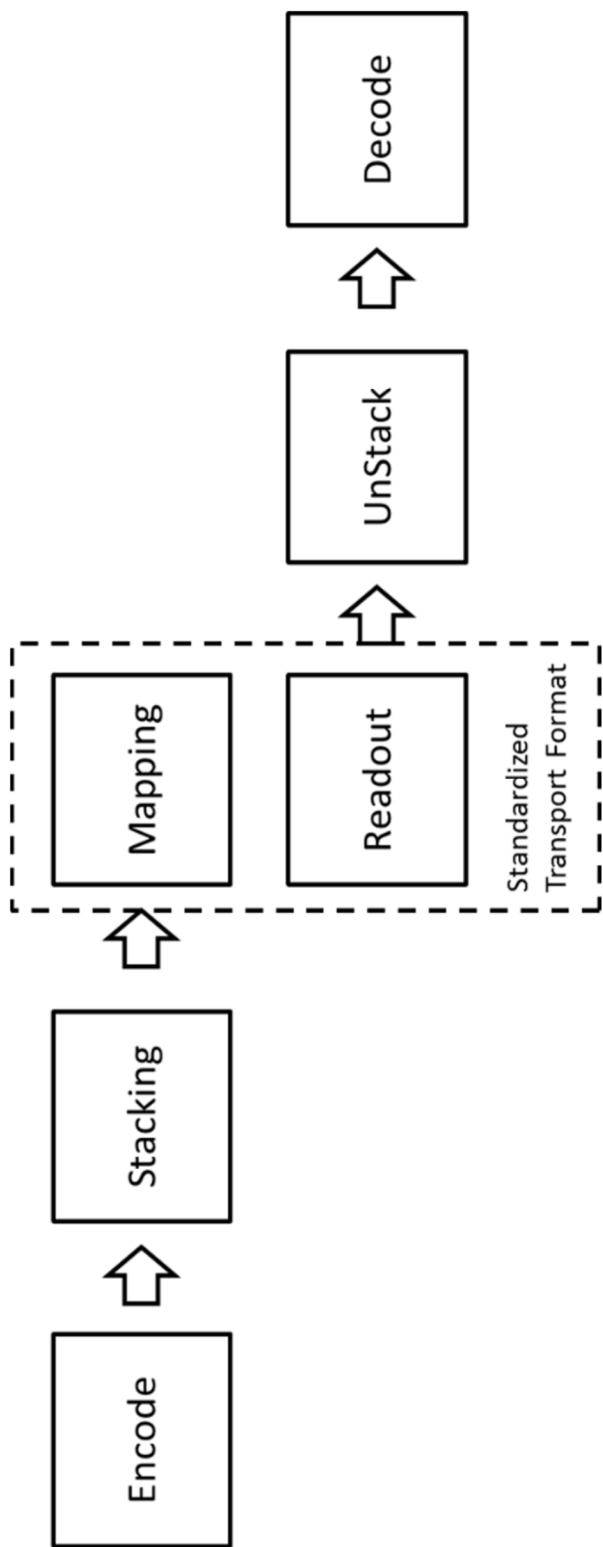 Encode
Stacking
Mapping
Readout
Standardized
Transport Format
UnStack
Decode